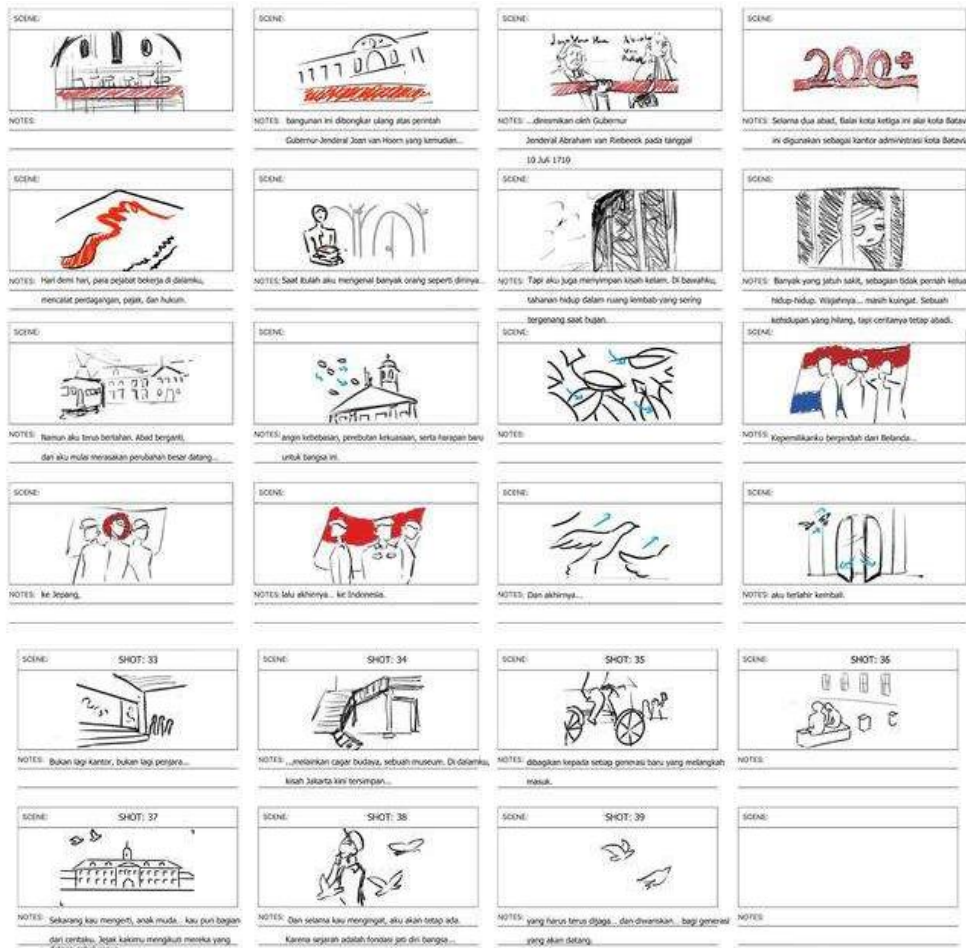 SCENE:
SCENE:
SCENE:
SCENE:
200+
NOTES:
NOTES: bangunan ini dibongkar ulang atas perintah
Gubernur-Jenderal Joan van Hoorn yang kemudian...
NOTES: ...diresmikan oleh Gubernur
Jenderal Abraham van Riebeeck pada tanggal
10 Juli 1710
NOTES: Selama dua abad, Balai kota ketiga ini alai kota Batav
ini digunakan sebagai kantor administrasi kota Batavi
SCENE:
SCENE:
SCENE:
SCENE:
NOTES: Hari demi hari, para pejabat bekerja di dalamku,
mencatat perdagangan, pajak, dan hukum.
NOTES: Saat itulah aku mengenal banyak orang seperti dirinya...
NOTES: Tapi aku juga menyimpan kisah kelam. Di bawahku,
tahanan hidup dalam ruang lembab yang sering
tergenang saat hujan.
NOTES: Banyak yang jatuh sakit, sebagian tidak pernah kelua
hidup-hidup. Wajahnya... masih kuingat. Sebuah
kehidupan yang hilang, tapi ceritanya tetap abadi.
SCENE:
SCENE:
SCENE:
SCENE:
NOTES: Namun aku terus bertahan. Abad berganti,
dan aku mulai merasakan perubahan besar datang...
NOTES: angin kebebasan, perebutan kekuasaan, serta harapan baru
untuk bangsa ini.
NOTES:
NOTES: Kepemilikanku berpindah dari Belanda...
SCENE:
SCENE:
SCENE:
SCENE:
NOTES: ke Jepang,
NOTES: lalu akhirnya... ke Indonesia.
NOTES: Dan akhirnya...
NOTES: aku terlahir kembali.
SCENE: SHOT: 33
SCENE: SHOT: 34
SCENE: SHOT: 35
SCENE: SHOT: 36
NOTES: Bukan lagi kantor, bukan lagi penjara...
NOTES: ...melainkan cagar budaya, sebuah museum. Di dalamku,
kisah Jakarta kini tersimpan...
NOTES: dibagikan kepada setiap generasi baru yang melangkah
masuk.
NOTES:
SCENE: SHOT: 37
SCENE: SHOT: 38
SCENE: SHOT: 39
SCENE:
NOTES: Sekarang kau mengerti, anak muda... kau pun bagian
dari ceritaku. Jejak kakimu mengikuti mereka yang
NOTES: Dan selama kau mengingat, aku akan tetap ada.
Karena sejarah adalah fondasi jati diri bangsa...
NOTES: yang harus terus dijaga... dan diwariskan... bagi generasi
yang akan datang.
NOTES: